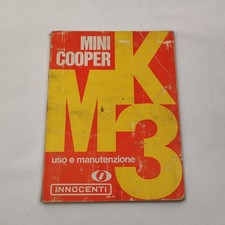 MINI
COOPER
MK3
uso e manutenzione
INNOCENTI